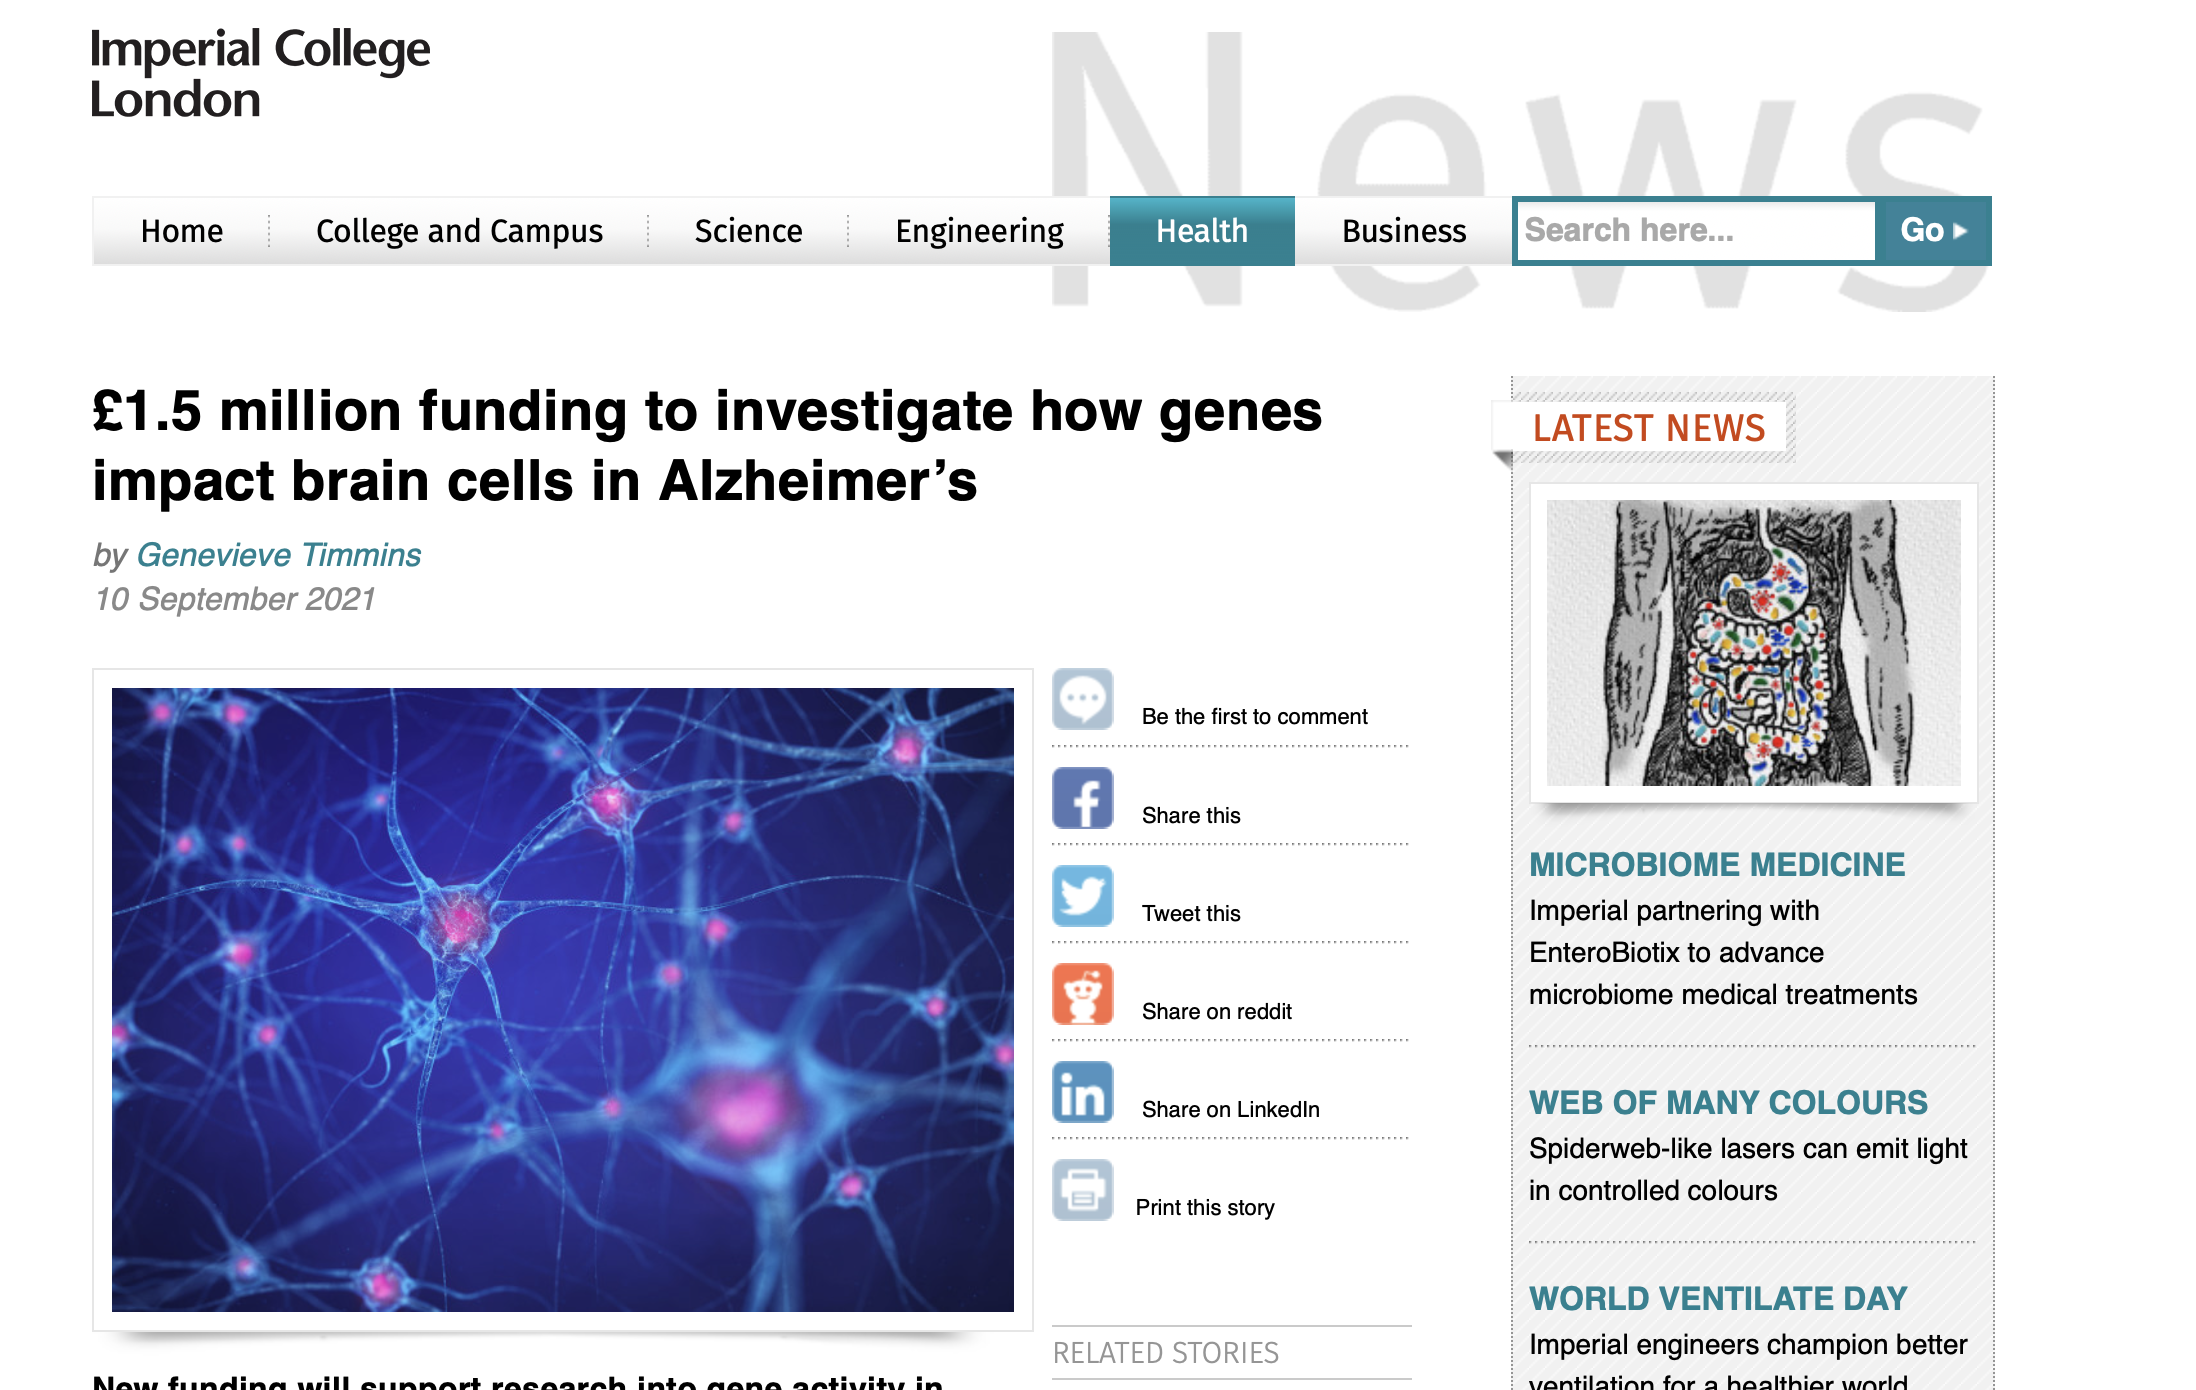 Imperial College
London
News
Home
College and Campus
Science
Engineering
Health
Business
Search here...
Go
£1.5 million funding to investigate how genes
impact brain cells in Alzheimer’s
by Genevieve Timmins
10 September 2021
Be the first to comment
Share this
Tweet this
Share on reddit
in
Share on LinkedIn
Print this story
RELATED STORIES
New funding will support research into gene activity in
LATEST NEWS
MICROBIOME MEDICINE
Imperial partnering with
EnteroBiotix to advance
microbiome medical treatments
WEB OF MANY COLOURS
Spiderweb-like lasers can emit light
in controlled colours
WORLD VENTILATE DAY
Imperial engineers champion better
ventilation for a healthier world